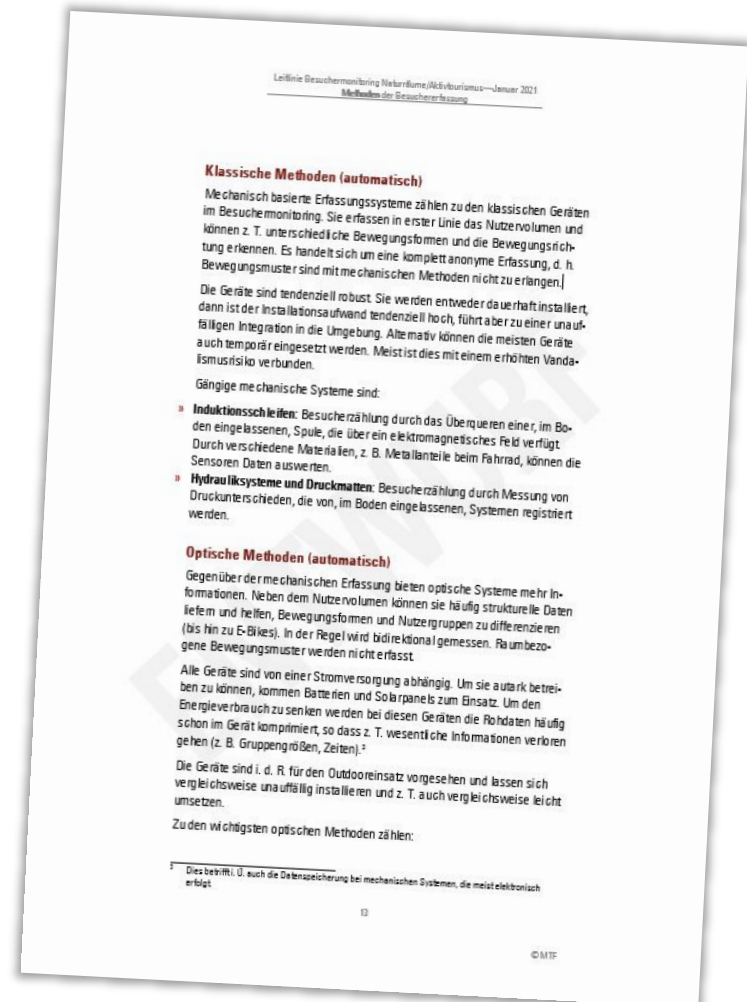 Leitlinie Besuchermonitoring Naturräume/Aktivtourismus—Januar 2021
Methoden der Besuchererfassung
Klassische Methoden (automatisch)
Mechanisch basierte Erfassungssysteme zählen zu den klassischen Geräten
im Besuchermonitoring. Sie erfassen in erster Linie das Nutzervolumen und
können z. T. unterschiedliche Bewegungsformen und die Bewegungsrich-
tung erkennen. Es handelt sich um eine komplett anonyme Erfassung, d. h.
Bewegungsmuster sind mit mechanischen Methoden nicht zu erlangen.
Die Geräte sind tendenziell robust. Sie werden entweder dauerhaft installiert,
dann ist der Installationsaufwand tendenziell hoch, führt aber zu einer unauf-
fälligen Integration in die Umgebung. Alternativ können die meisten Geräte
auch temporär eingesetzt werden. Meist ist dies mit einem erhöhten Vanda-
lismusrisiko verbunden.
Gängige mechanische Systeme sind:
» Induktionsschleifen: Besucherzählung durch das Überqueren einer, im Bo-
den eingelassenen, Spule, die über ein elektromagnetisches Feld verfügt.
Durch verschiedene Materialien, z. B. Metallanteile beim Fahrrad, können die
Sensoren Daten auswerten.
» Hydrauliksysteme und Druckmatten: Besucherzählung durch Messung von
Druckunterschieden, die von, im Boden eingelassenen, Systemen registriert
werden.
Optische Methoden (automatisch)
Gegenüber der mechanischen Erfassung bieten optische Systeme mehr In-
formationen. Neben dem Nutzervolumen können sie häufig strukturelle Daten
liefern und helfen, Bewegungsformen und Nutzergruppen zu differenzieren
(bis hin zu E-Bikes). In der Regel wird bidirektional gemessen. Raumbezo-
gene Bewegungsmuster werden nicht erfasst.
Alle Geräte sind von einer Stromversorgung abhängig. Um sie autark betrei-
ben zu können, kommen Batterien und Solarpanels zum Einsatz. Um den
Energieverbrauch zu senken werden bei diesen Geräten die Rohdaten häufig
schon im Gerät komprimiert, so dass z. T. wesentliche Informationen verloren
gehen (z. B. Gruppengrößen, Zeiten).³
Die Geräte sind i. d. R. für den Outdooreinsatz vorgesehen und lassen sich
vergleichsweise unauffällig installieren und z. T. auch vergleichsweise leicht
umsetzen.
Zu den wichtigsten optischen Methoden zählen:
³ Dies betrifft i. Ü. auch die Datenspeicherung bei mechanischen Systemen, die meist elektronisch
erfolgt.
13
© MTF
ENTWURF